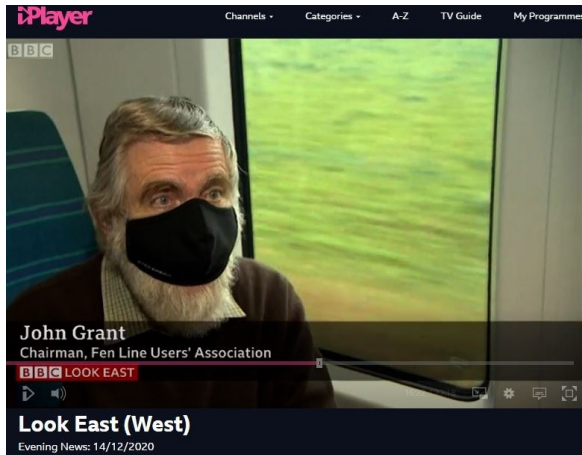 iPlayer
Channels
Categories
A-Z
TV Guide
My Programmes
BBC
John Grant
Chairman, Fen Line Users' Association
BBC LOOK EAST
Look East (West)
Evening News: 14/12/2020